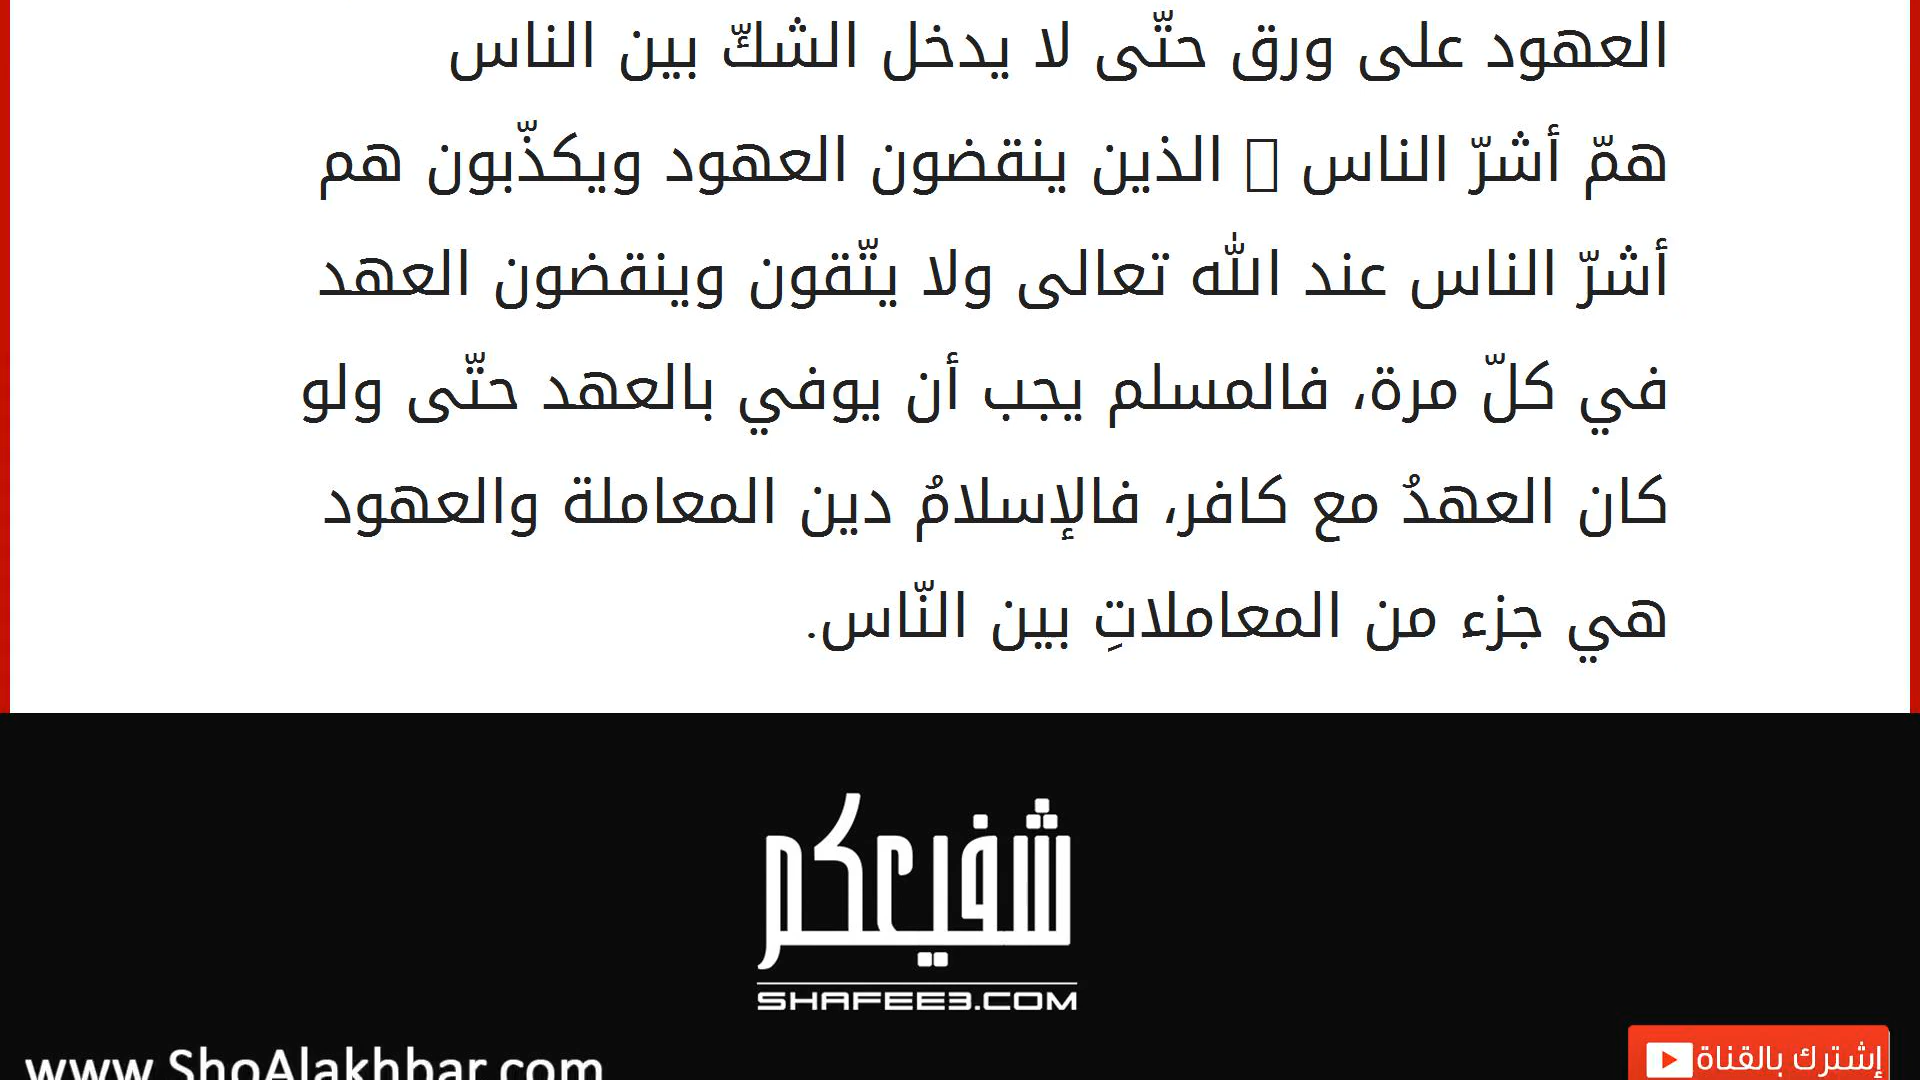 العهود على ورق حتّى لا يدخل الشكّ بين الناس
همّ أشرّ الناس  الذين ينقضون العهود ويكذّبون هم
أشرّ الناس عند الله تعالى ولا يتّقون وينقضون العهد
في كلّ مرة، فالمسلم يجب أن يوفي بالعهد حتّى ولو
كان العهدُ مع كافر، فالإسلامُ دين المعاملة والعهود
هي جزء من المعاملاتِ بين النّاس.
شفيعكم
SHAFEE3.COM
www.ShoAlakhbar.com
إشترك بالقناة